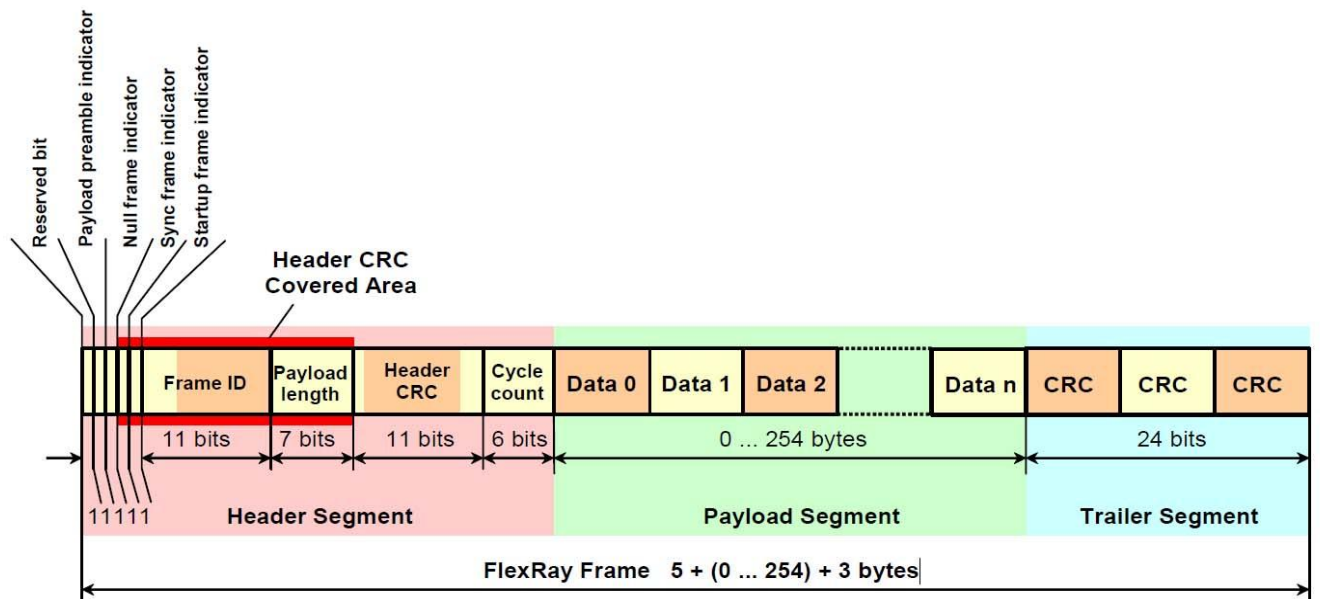 Reserved bit
Payload preamble indicator
Null frame indicator
Sync frame indicator
Startup frame indicator
Header CRC
Covered Area
Frame ID
Payload
length
Header
CRC
Cycle
count
Data 0
Data 1
Data 2
Data n
CRC
CRC
CRC
11 bits
7 bits
11 bits
6 bits
0 ... 254 bytes
24 bits
11111
Header Segment
Payload Segment
Trailer Segment
FlexRay Frame 5 + (0 ... 254) + 3 bytes